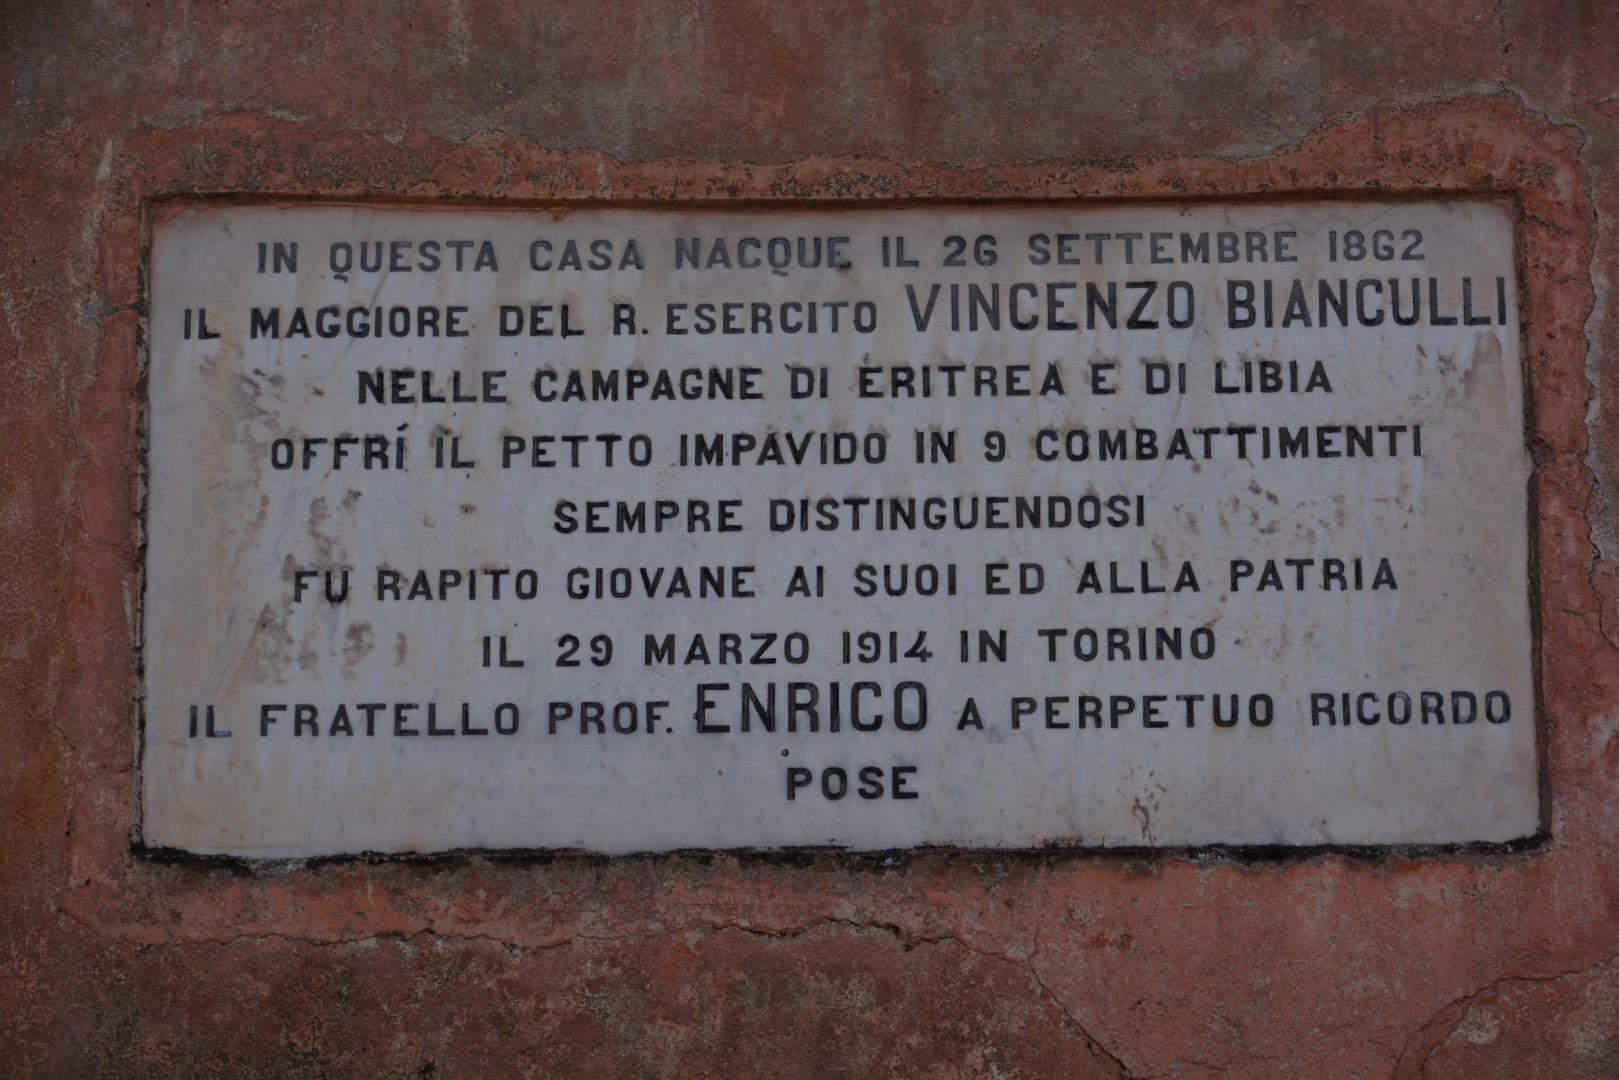 IN QUESTA CASA NACQUE IL 26 SETTEMBRE 1862
IL MAGGIORE DEL R. ESERCITO VINCENZO BIANCULLI
NELLE CAMPAGNE DI ERITREA E DI LIBIA
OFFRÍ IL PETTO IMPAVIDO IN 9 COMBATTIMENTI
SEMPRE DISTINGUENDOSI
FU RAPITO GIOVANE AI SUOI ED ALLA PATRIA
IL 29 MARZO 1914 IN TORINO
IL FRATELLO PROF. ENRICO A PERPETUO RICORDO
POSE